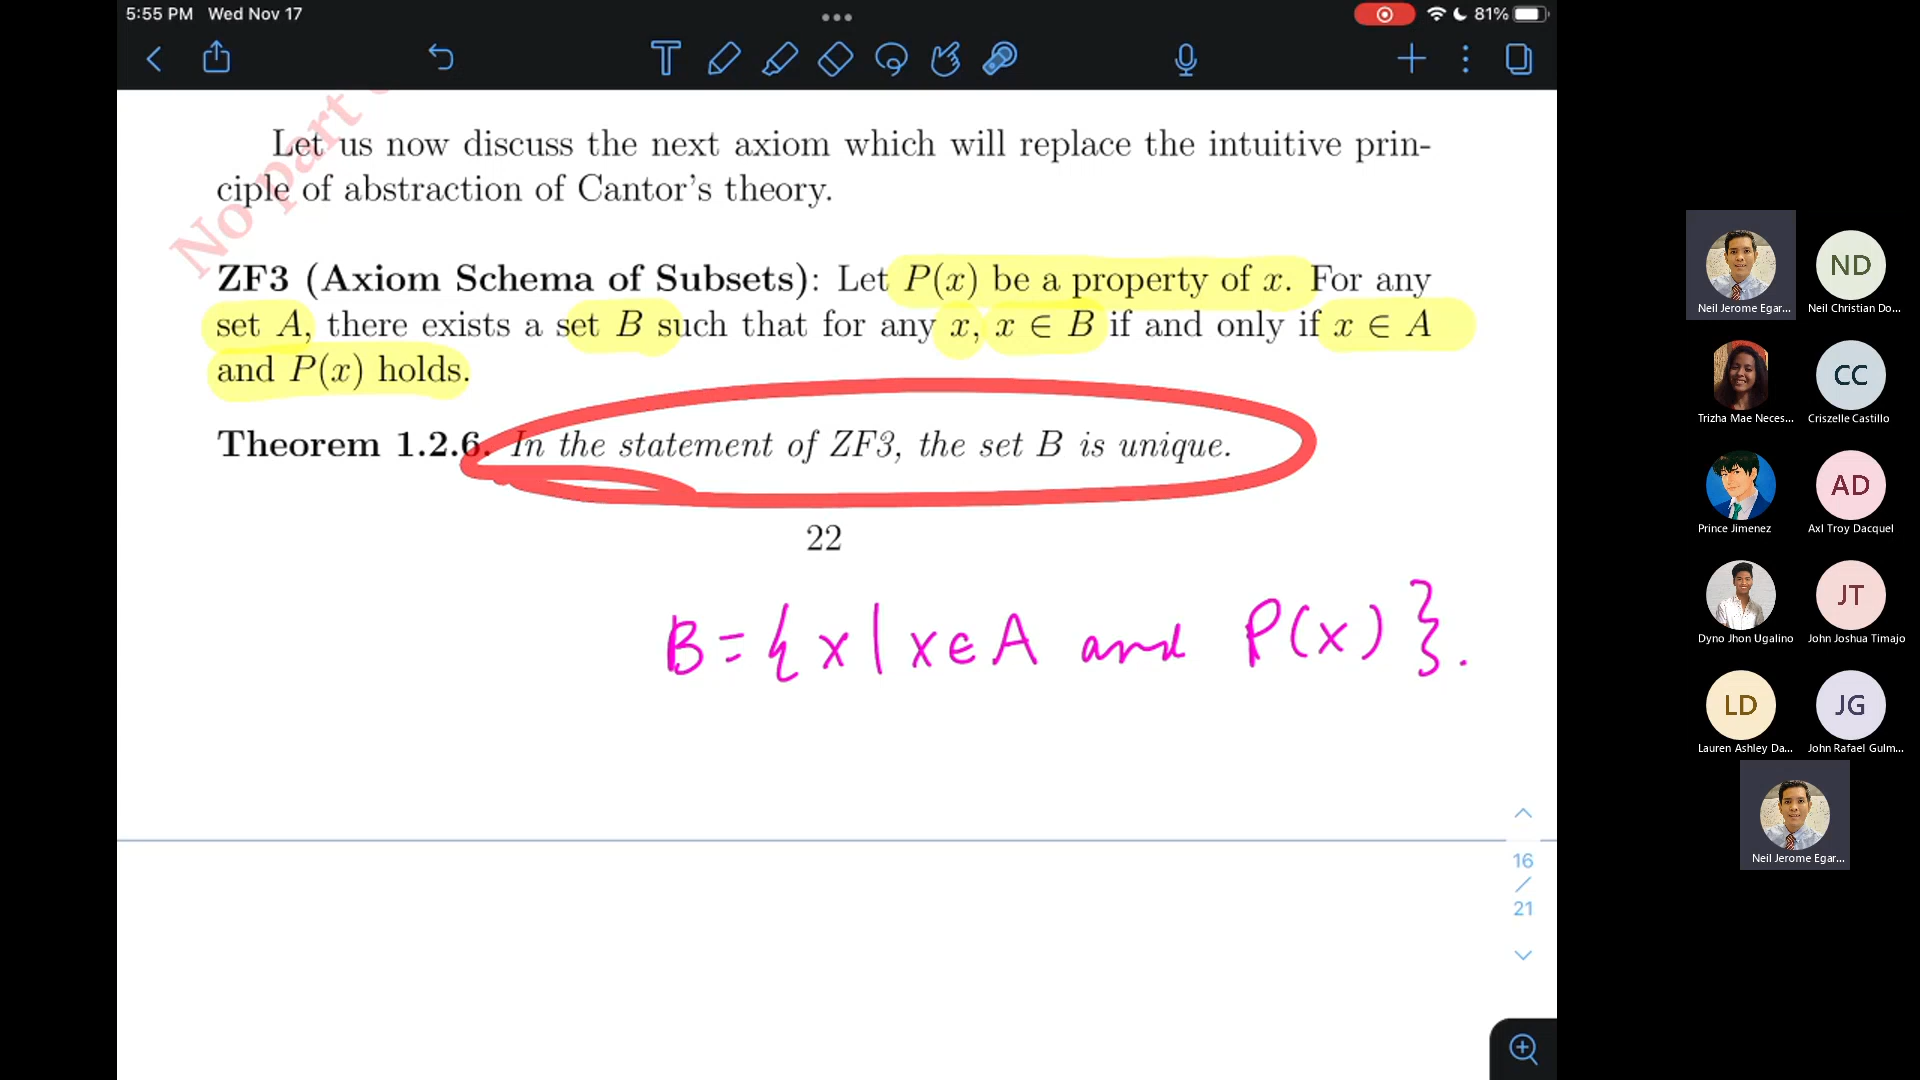 5:55 PM Wed Nov 17
81%
No part
Let us now discuss the next axiom which will replace the intuitive prin-
ciple of abstraction of Cantor's theory.
ZF3 (Axiom Schema of Subsets): Let P(x) be a property of x. For any
set A, there exists a set B such that for any x, x ∈ B if and only if x ∈ A
and P(x) holds.
Theorem 1.2.6. In the statement of ZF3, the set B is unique.
22
B = { x | x ∈ A and P(x) }.
16
/
21
Neil Jerome Egar...
ND
Neil Christian Do...
Trizha Mae Neces...
CC
Criszelle Castillo
Prince Jimenez
AD
Axl Troy Dacquel
Dyno Jhon Ugalino
JT
John Joshua Timajo
LD
Lauren Ashley Da...
JG
John Rafael Gulm...
Neil Jerome Egar...